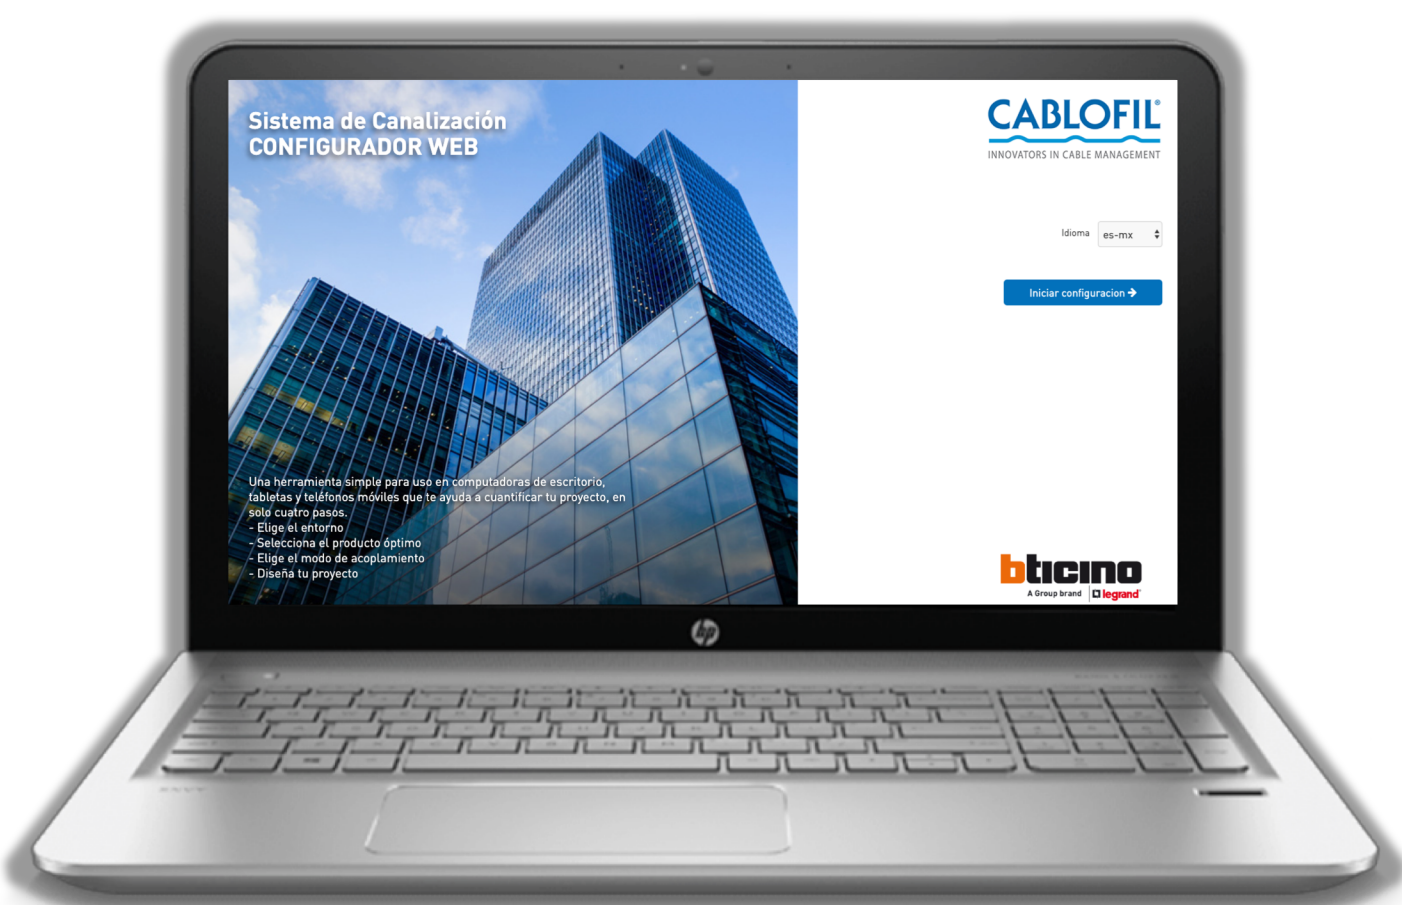 Sistema de Canalización
CONFIGURADOR WEB
CABLOFIL®
INNOVATORS IN CABLE MANAGEMENT
Idioma es-mx
Iniciar configuracion →
Una herramienta simple para uso en computadoras de escritorio,
tabletas y teléfonos móviles que te ayuda a cuantificar tu proyecto, en
solo cuatro pasos.
- Elige el entorno
- Selecciona el producto óptimo
- Elige el modo de acoplamiento
- Diseña tu proyecto
bticino
A Group brand legrand
hp